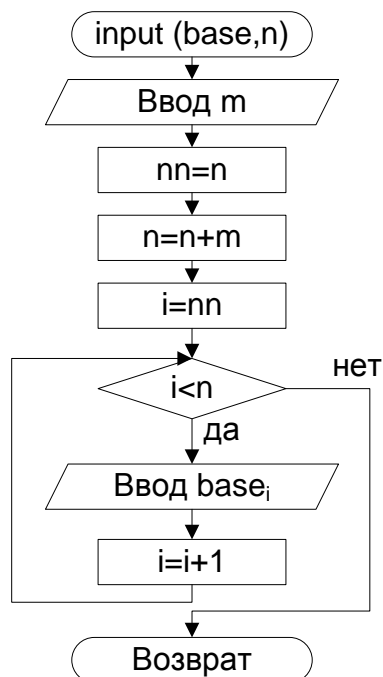 input (base,n)
Ввод m
nn=n
n=n+m
i=nn
нет
i<n
да
Ввод baseᵢ
i=i+1
Возврат